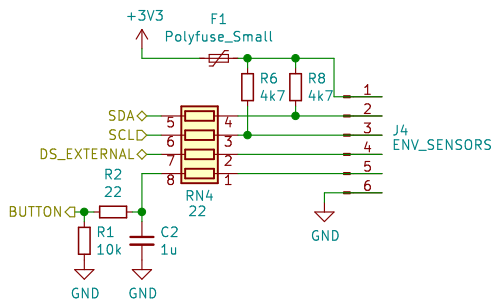 +3V3
F1
Polyfuse_Small
R6
4k7
R8
4k7
1
2
3
4
5
6
J4
ENV_SENSORS
SDA
SCL
DS_EXTERNAL
5
6
7
8
4
3
2
1
RN4
22
BUTTON
R2
22
R1
10k
C2
1u
GND
GND
GND